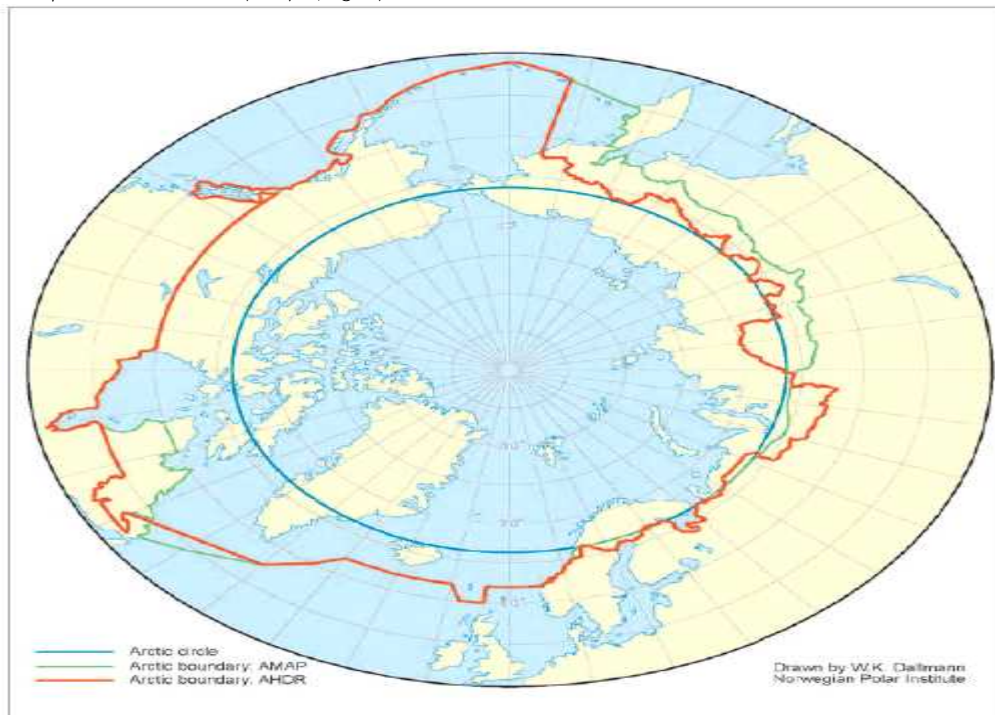 Arctic circle
Arctic boundary: AMAP
Arctic boundary: AHDR
Drawn by W.K. Dallmann
Norwegian Polar Institute